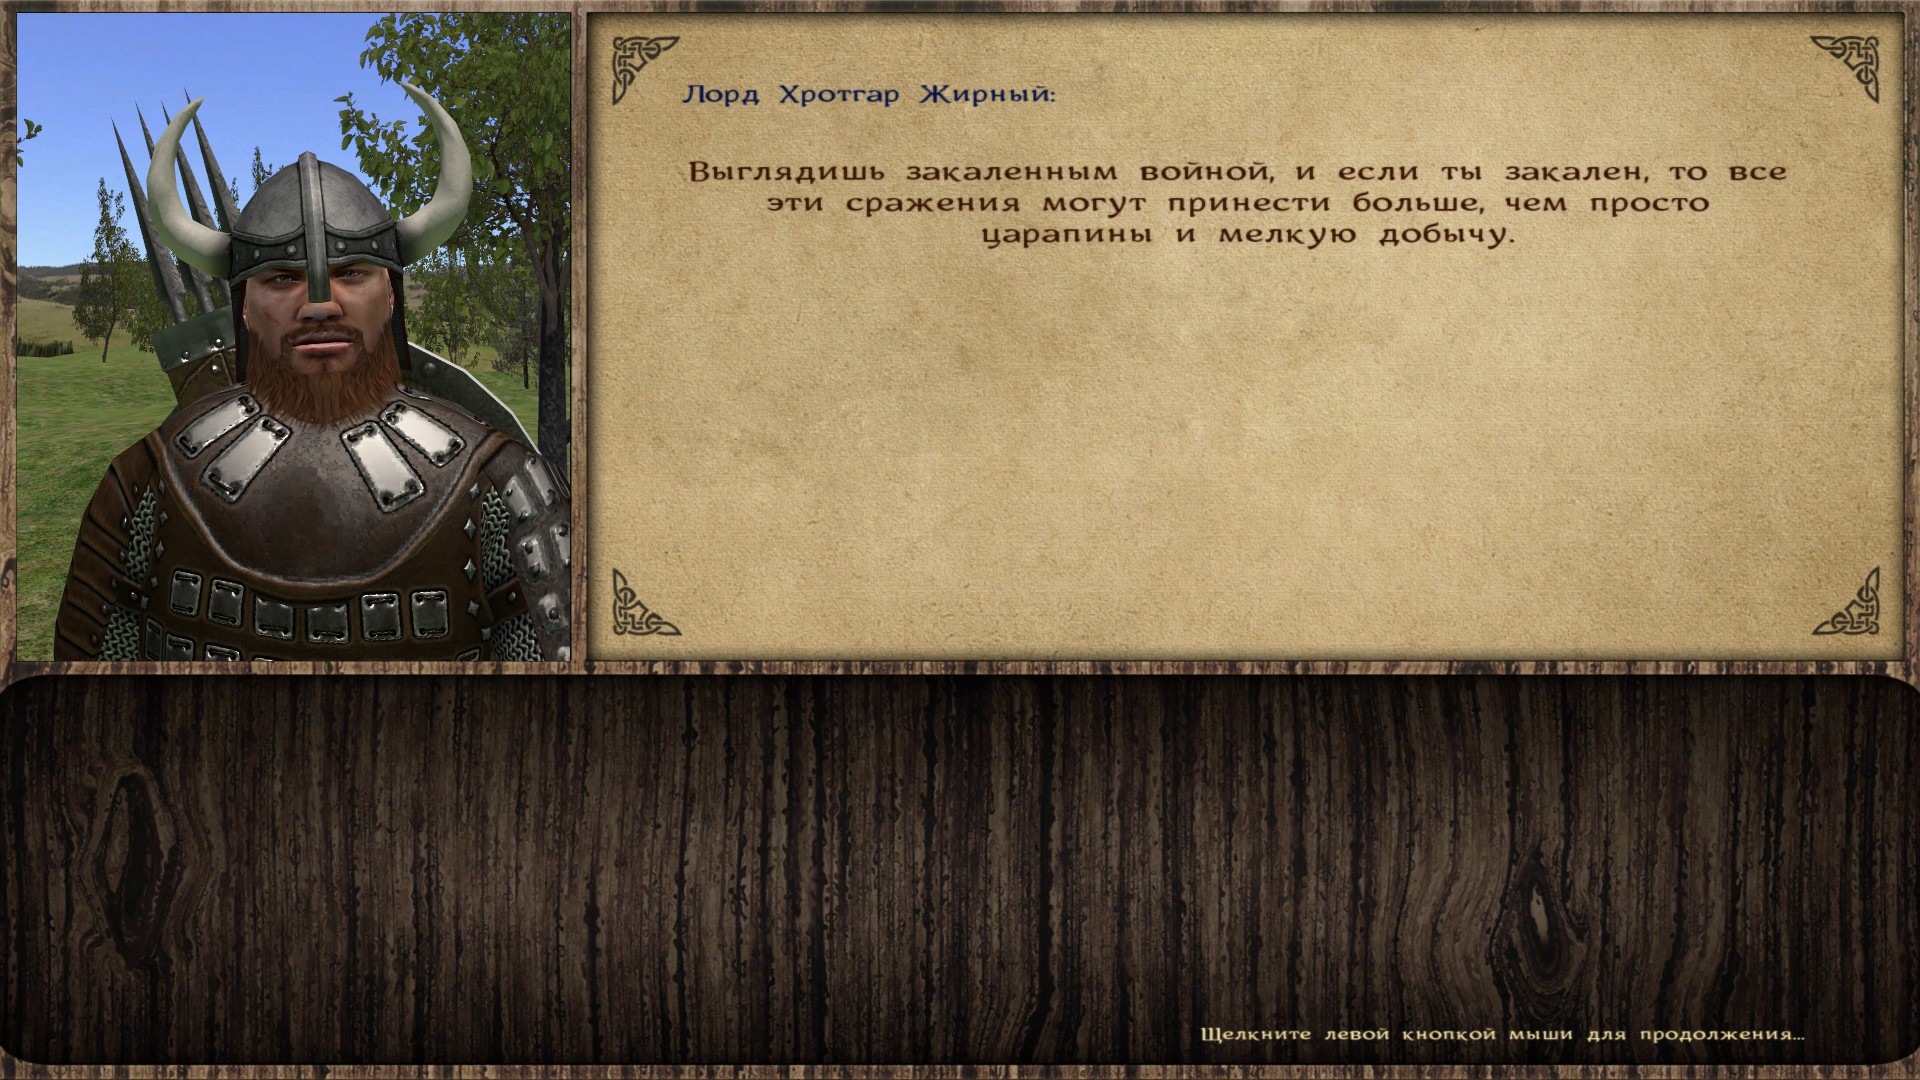 Лорд Хротгар Жирный:
Выглядишь закаленным войной, и если ты закален, то все
эти сражения могут принести больше, чем просто
царапины и мелкую добычу.
Щелкните левой кнопкой мыши для продолжения...